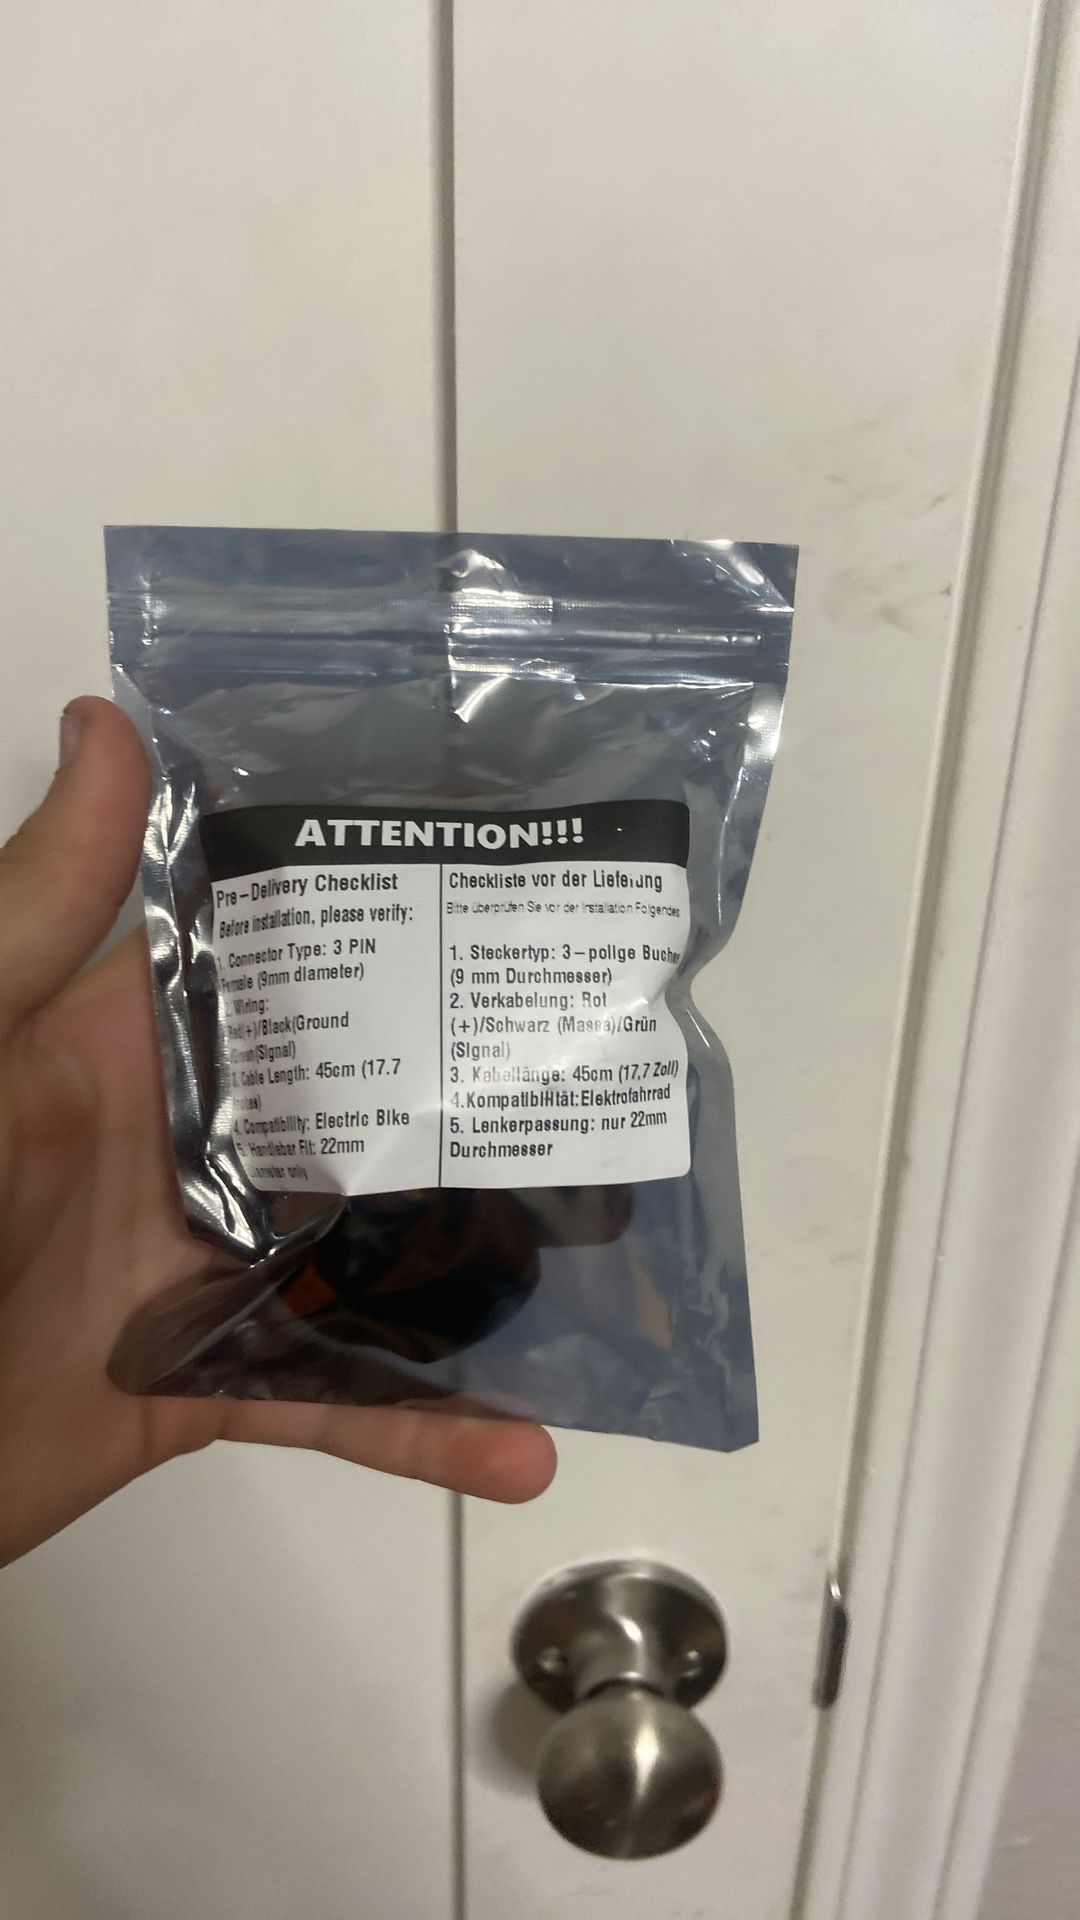 ATTENTION!!!
Pre-Delivery Checklist
Before installation, please verify:
1. Connector Type: 3 PIN
Female (9mm diameter)
2. Wiring:
Red(+)/Black(Ground
Green(Signal)
3. Cable Length: 45cm (17.7
inches)
4. Compatibility: Electric Bike
5. Handlebar Fit: 22mm
Diameter only
Checkliste vor der Lieferung
Bitte überprüfen Sie vor der Installation Folgendes
1. Steckertyp: 3-polige Buchse
(9 mm Durchmesser)
2. Verkabelung: Rot
(+)/Schwarz (Masse)/Grün
(Signal)
3. Kabellänge: 45cm (17,7 Zoll)
4.Kompatibilität:Elektrofahrrad
5. Lenkerpassung: nur 22mm
Durchmesser